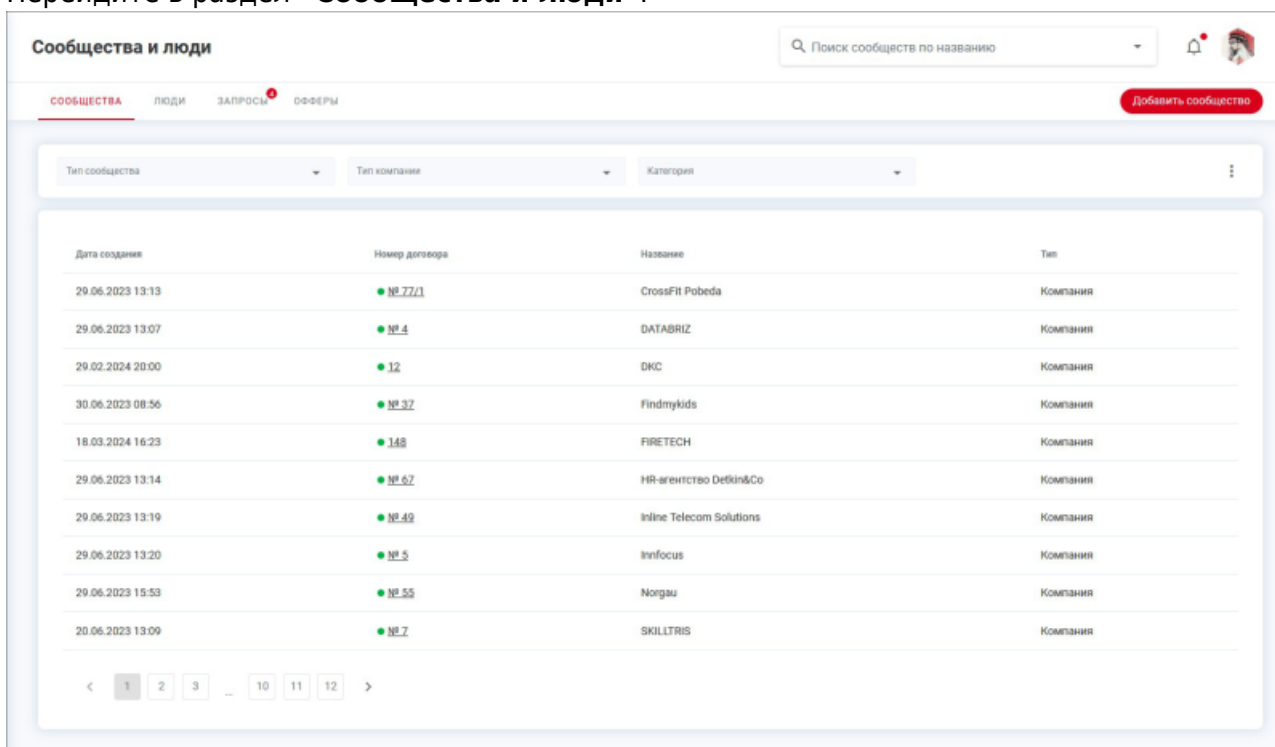 Перейдите в раздел "Сообщества и люди".
Сообщества и люди
Поиск сообществ по названию
СООБЩЕСТВА ЛЮДИ ЗАПРОСЫ 4 ОФФЕРЫ
Добавить сообщество
Тип сообщества Тип компании Категория
Дата создания Номер договора Название Тип
29.06.2023 13:13 № 77/1 CrossFit Pobeda Компания
29.06.2023 13:07 № 4 DATABRIZ Компания
29.02.2024 20:00 12 DKC Компания
30.06.2023 08:56 № 37 Findmykids Компания
18.03.2024 16:23 148 FIRETECH Компания
29.06.2023 13:14 № 67 HR-агентство Detkin&Co Компания
29.06.2023 13:19 № 49 Inline Telecom Solutions Компания
29.06.2023 13:20 № 5 Innfocus Компания
29.06.2023 15:53 № 55 Norgau Компания
20.06.2023 13:09 № 7 SKILLTRIS Компания
< 1 2 3 ... 10 11 12 >